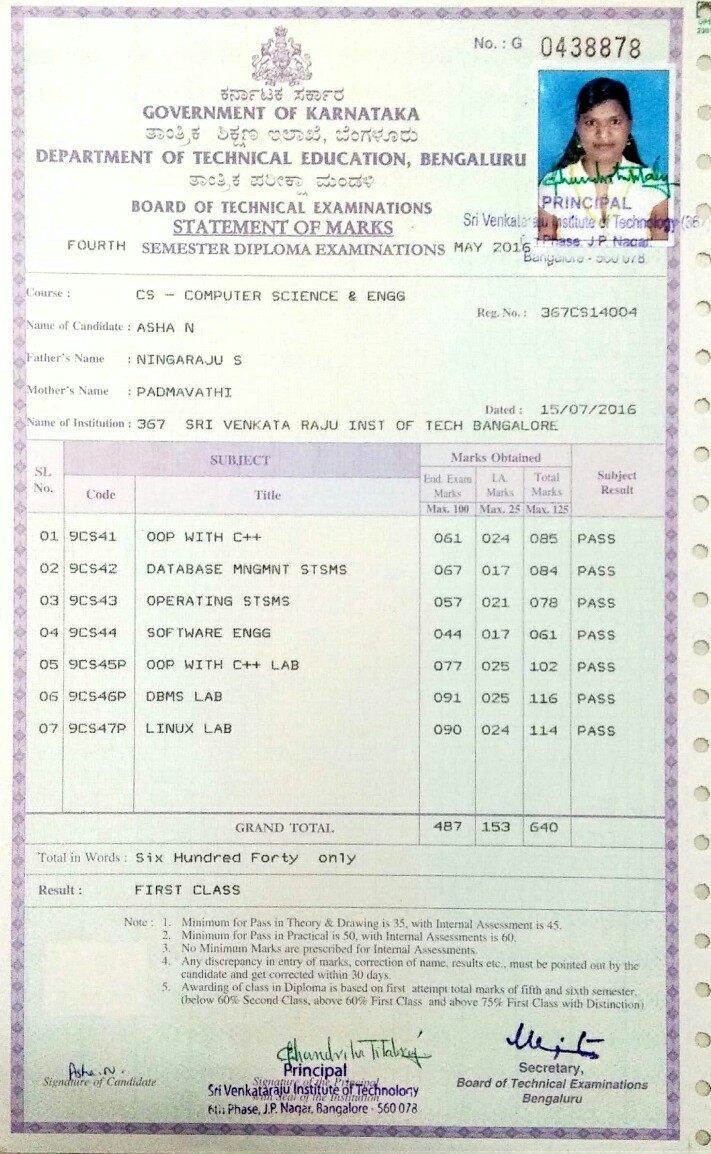 No. : G 0438878
ಕರ್ನಾಟಕ ಸರ್ಕಾರ
GOVERNMENT OF KARNATAKA
ತಾಂತ್ರಿಕ ಶಿಕ್ಷಣ ಇಲಾಖೆ, ಬೆಂಗಳೂರು
DEPARTMENT OF TECHNICAL EDUCATION, BENGALURU
ತಾಂತ್ರಿಕ ಪರೀಕ್ಷಾ ಮಂಡಳಿ
BOARD OF TECHNICAL EXAMINATIONS
STATEMENT OF MARKS
FOURTH SEMESTER DIPLOMA EXAMINATIONS MAY 2016
PRINCIPAL
Sri Venkataraju Institute of Technology (367
Phase, J.P. Nagar,
Bangalore - 560 078
Course : CS - COMPUTER SCIENCE & ENGG
Reg. No. : 367CS14004
Name of Candidate : ASHA N
Father's Name : NINGARAJU S
Mother's Name : PADMAVATHI
Dated : 15/07/2016
Name of Institution : 367 SRI VENKATA RAJU INST OF TECH BANGALORE
SL. No. SUBJECT Marks Obtained Subject Result
Code Title End. Exam Marks I.A. Marks Total Marks
Max. 100 Max. 25 Max. 125
01 9CS41 OOP WITH C++ 061 024 085 PASS
02 9CS42 DATABASE MNGMNT STSMS 067 017 084 PASS
03 9CS43 OPERATING STSMS 057 021 078 PASS
04 9CS44 SOFTWARE ENGG 044 017 061 PASS
05 9CS45P OOP WITH C++ LAB 077 025 102 PASS
06 9CS46P DBMS LAB 091 025 116 PASS
07 9CS47P LINUX LAB 090 024 114 PASS
GRAND TOTAL 487 153 640
Total in Words : Six Hundred Forty only
Result : FIRST CLASS
Note : 1. Minimum for Pass in Theory & Drawing is 35, with Internal Assessment is 45.
2. Minimum for Pass in Practical is 50, with Internal Assessments is 60.
3. No Minimum Marks are prescribed for Internal Assessments.
4. Any discrepancy in entry of marks, correction of name, results etc., must be pointed out by the
candidate and get corrected within 30 days.
5. Awarding of class in Diploma is based on first attempt total marks of fifth and sixth semester.
(below 60% Second Class, above 60% First Class and above 75% First Class with Distinction)
Asha.N.
Signature of Candidate
Principal
Signature of the Principal
Sri Venkataraju Institute of Technology
with Seal of the Institution
Phase, J.P. Nagar, Bangalore - 560 078
Secretary,
Board of Technical Examinations
Bengaluru